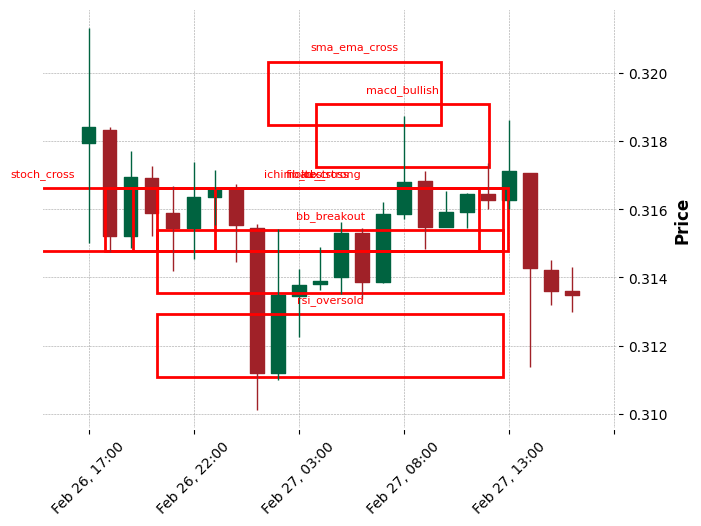 sma_ema_cross
0.320
macd_bullish
0.318
stoch_cross
0.316
bb_breakout
Price
0.314
rsi_oversold
0.312
0.310
Feb 26, 17:00
Feb 26, 22:00
Feb 27, 03:00
Feb 27, 08:00
Feb 27, 13:00